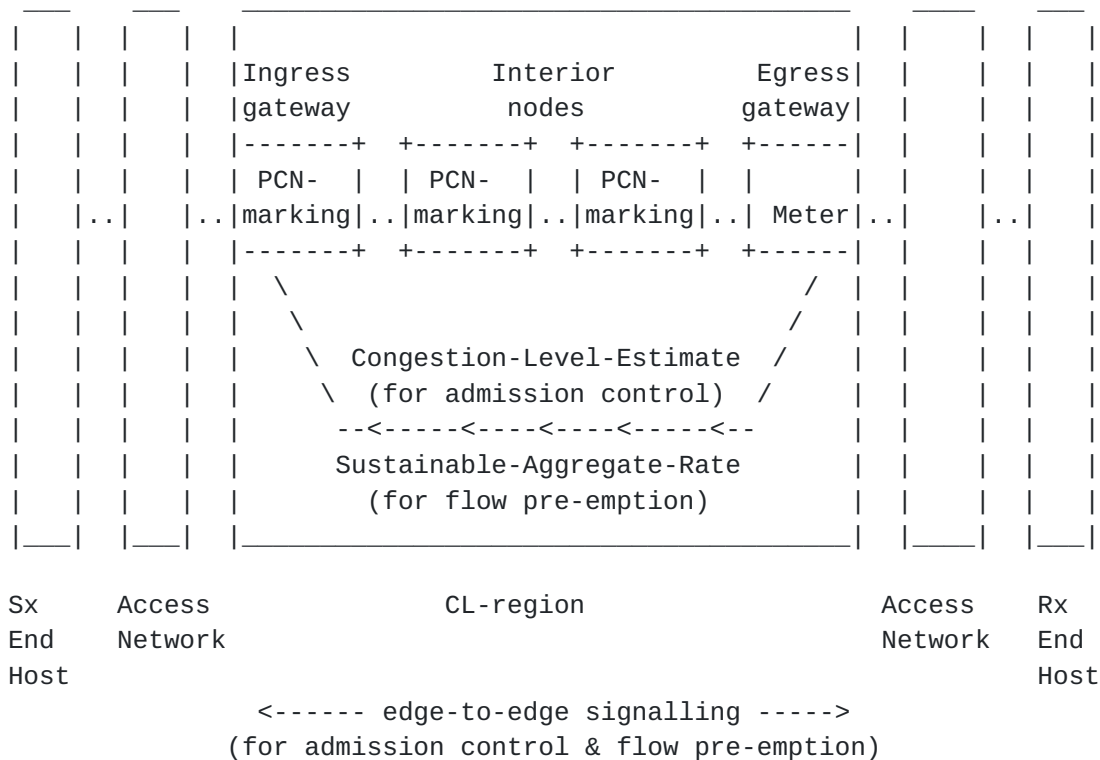 Ingress Interior Egress
gateway nodes gateway
PCN- PCN- PCN-
marking marking marking Meter
Congestion-Level-Estimate
(for admission control)
Sustainable-Aggregate-Rate
(for flow pre-emption)
Sx Access CL-region Access Rx
End Network Network End
Host Host
<------ edge-to-edge signalling ----->
(for admission control & flow pre-emption)